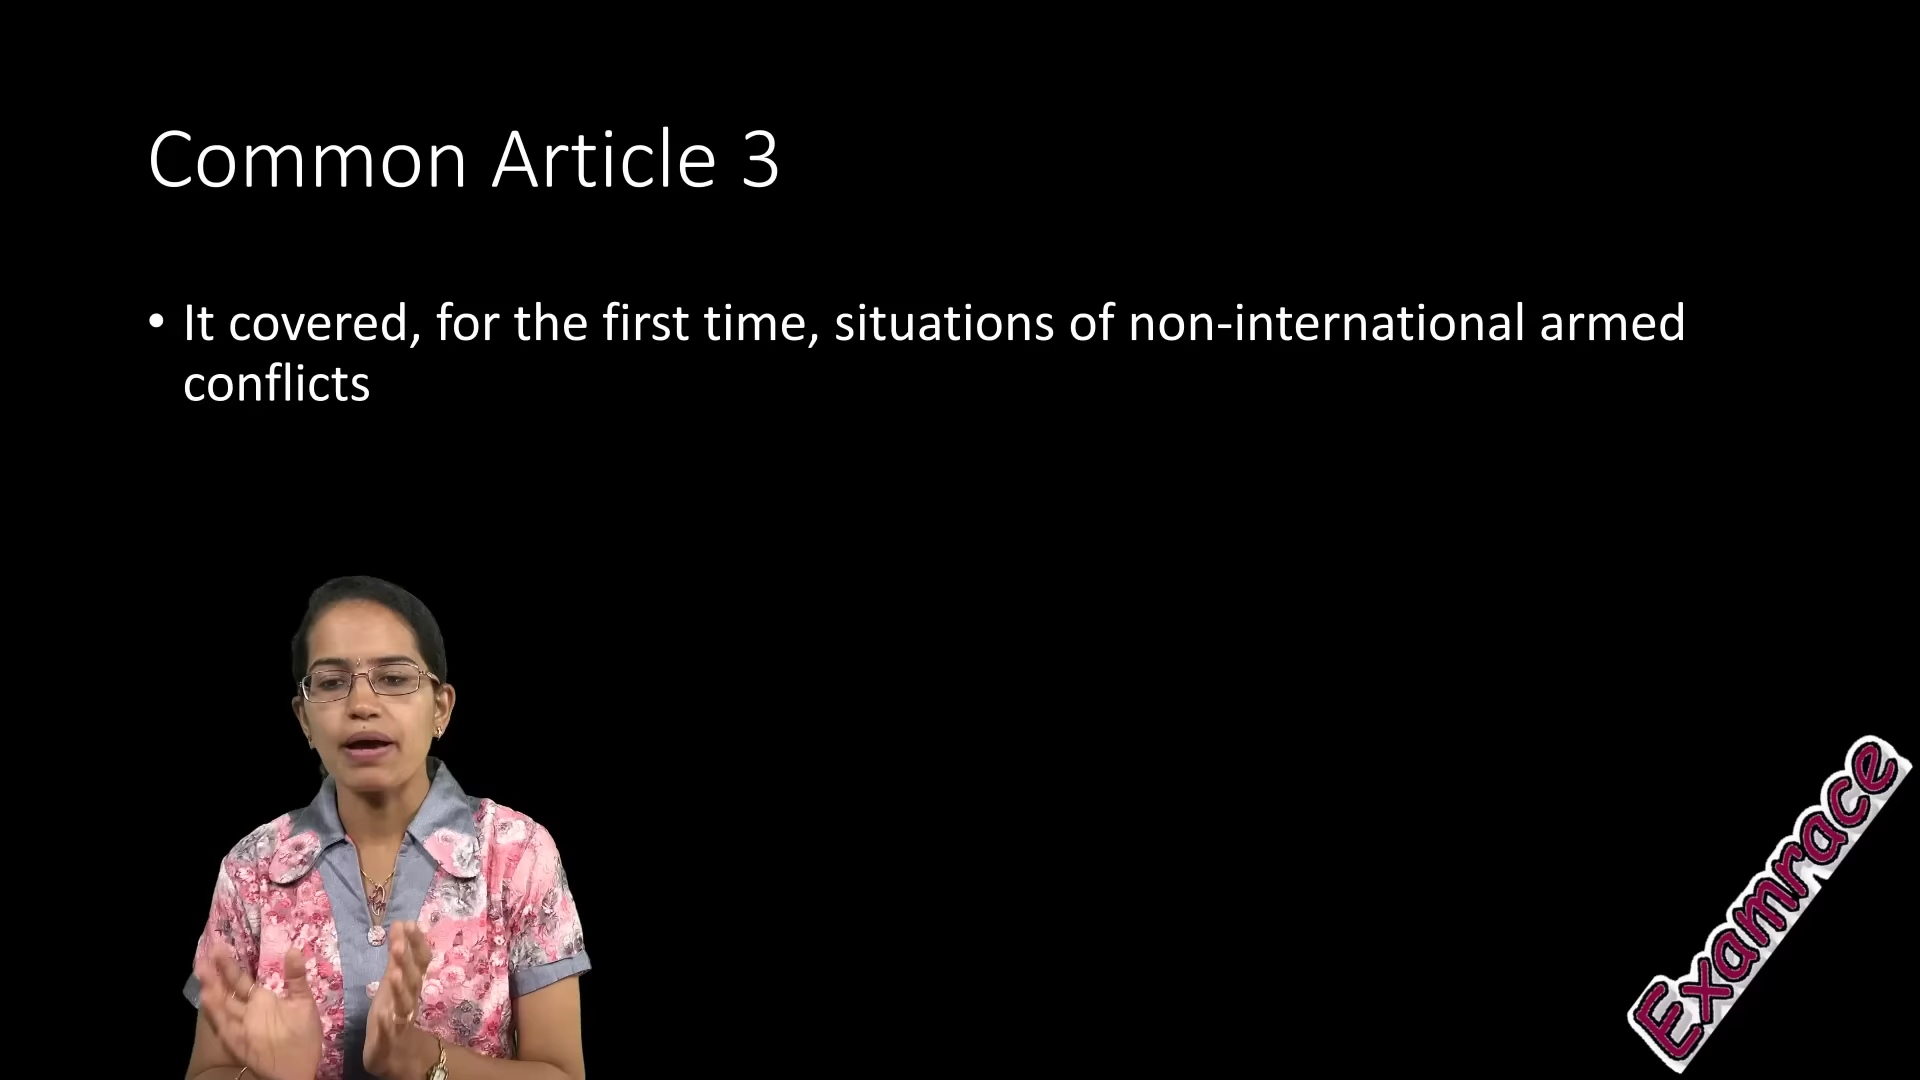 Common Article 3
• It covered, for the first time, situations of non-international armed
conflicts
Examrace